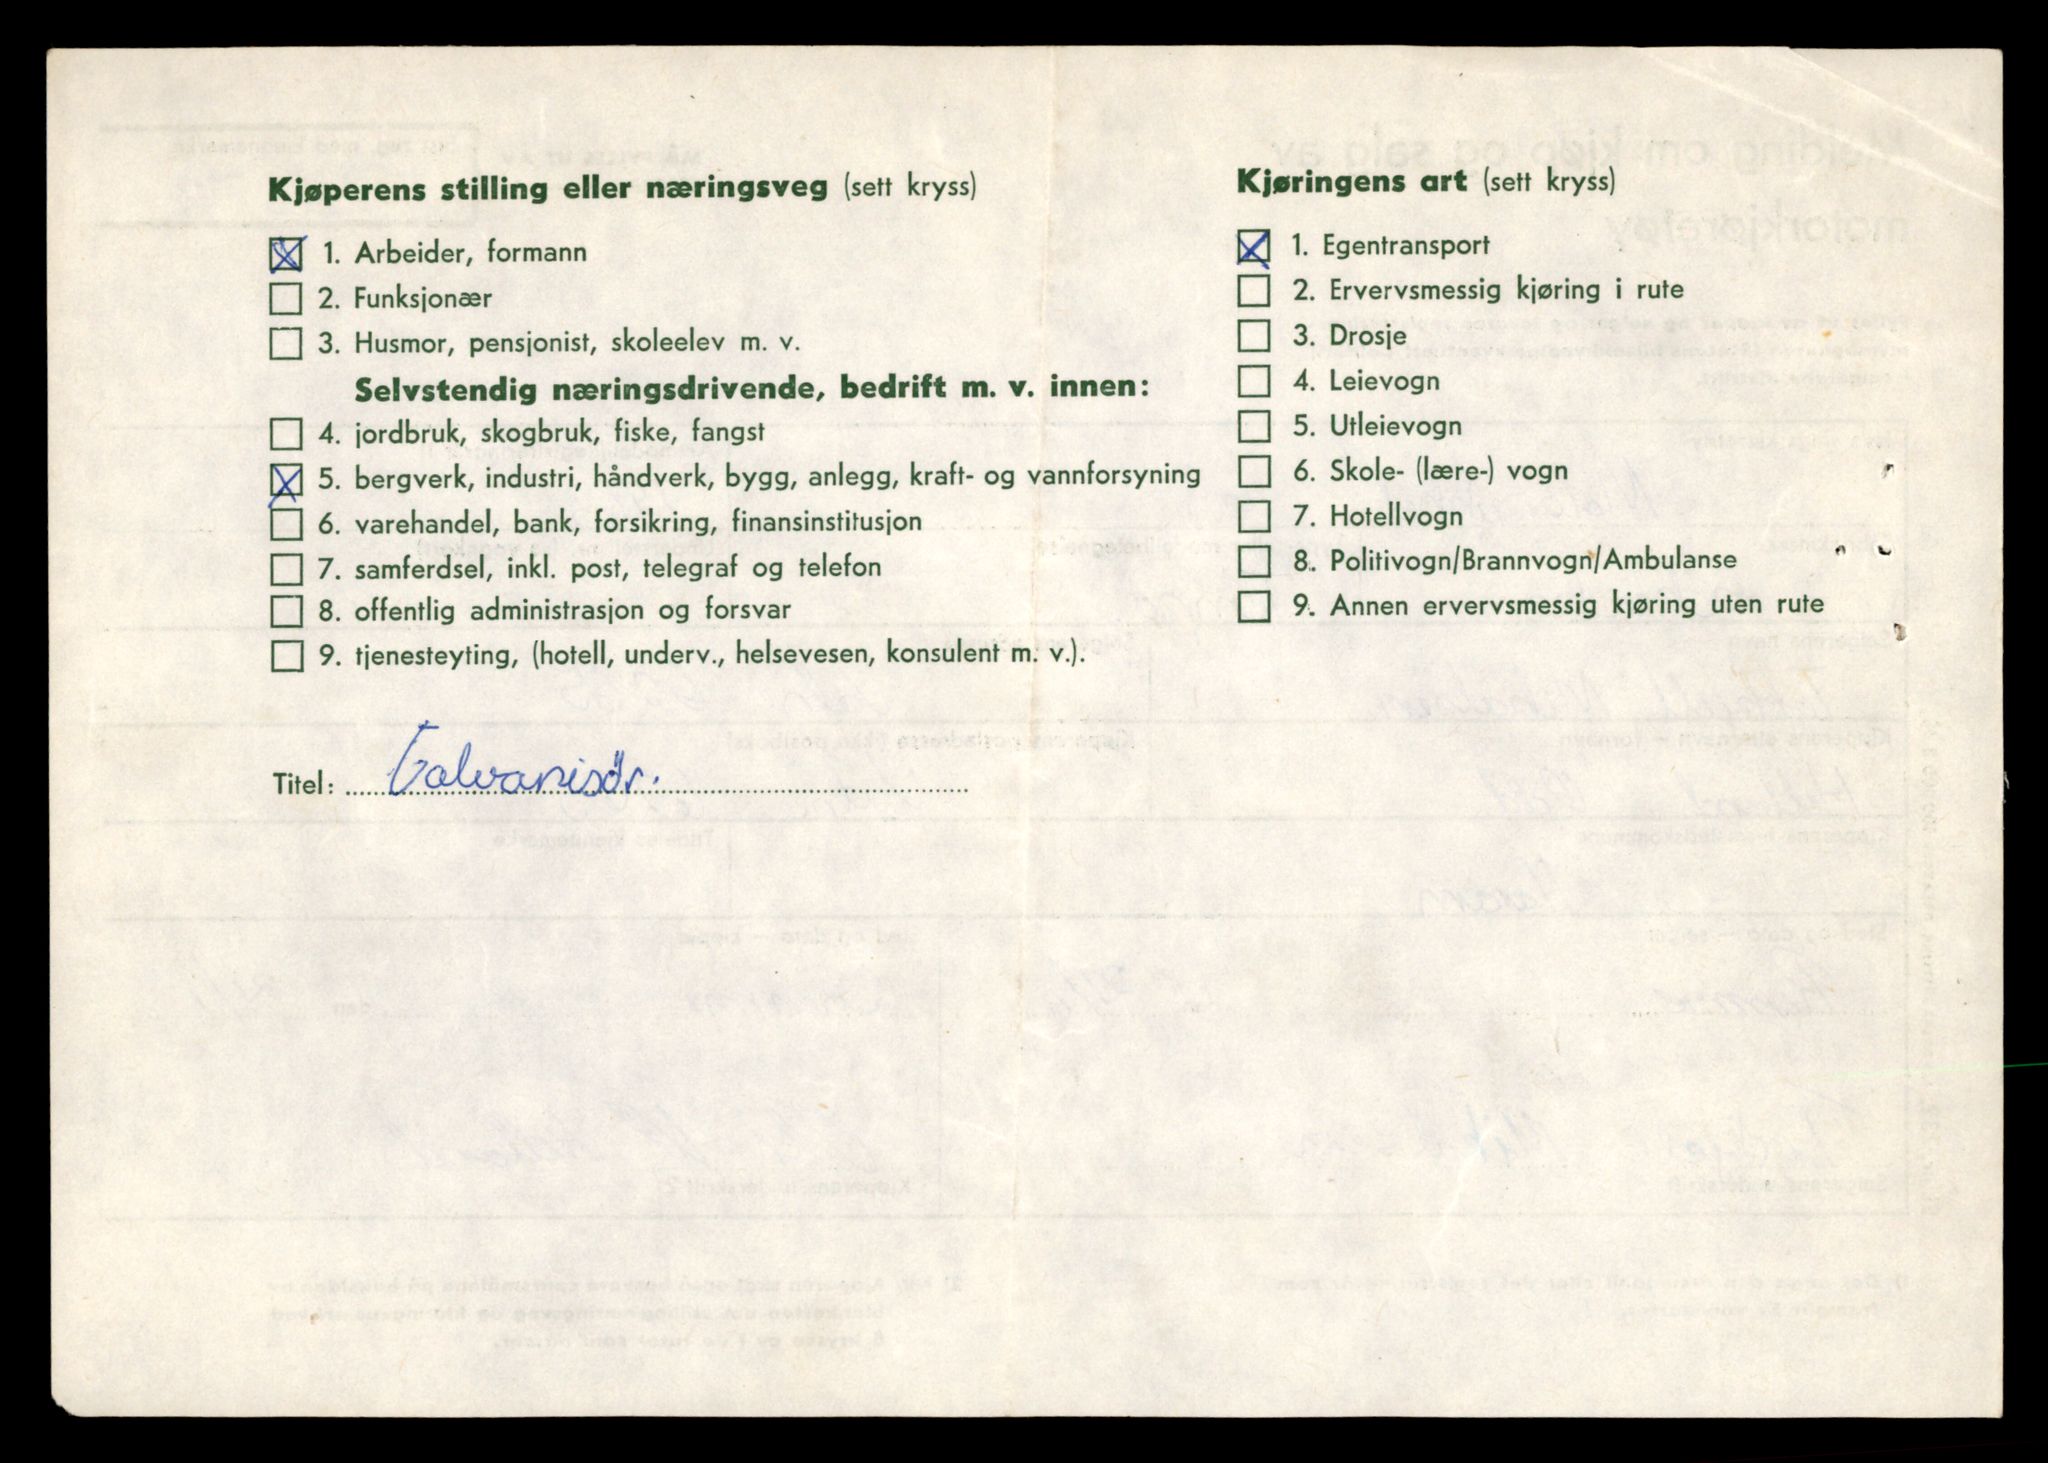 Kjøperens stilling eller næringsveg (sett kryss)
1. Arbeider, formann
2. Funksjonær
3. Husmor, pensjonist, skoleelev m. v.
Selvstendig næringsdrivende, bedrift m. v. innen:
4. jordbruk, skogbruk, fiske, fangst
5. bergverk, industri, håndverk, bygg, anlegg, kraft- og vannforsyning
6. varehandel, bank, forsikring, finansinstitusjon
7. samferdsel, inkl. post, telegraf og telefon
8. offentlig administrasjon og forsvar
9. tjenesteyting, (hotell, underv., helsevesen, konsulent m. v.).
Titel: Galvanisör.
Kjøringens art (sett kryss)
1. Egentransport
2. Ervervsmessig kjøring i rute
3. Drosje
4. Leievogn
5. Utleievogn
6. Skole- (lære-) vogn
7. Hotellvogn
8. Politivogn/Brannvogn/Ambulanse
9. Annen ervervsmessig kjøring uten rute